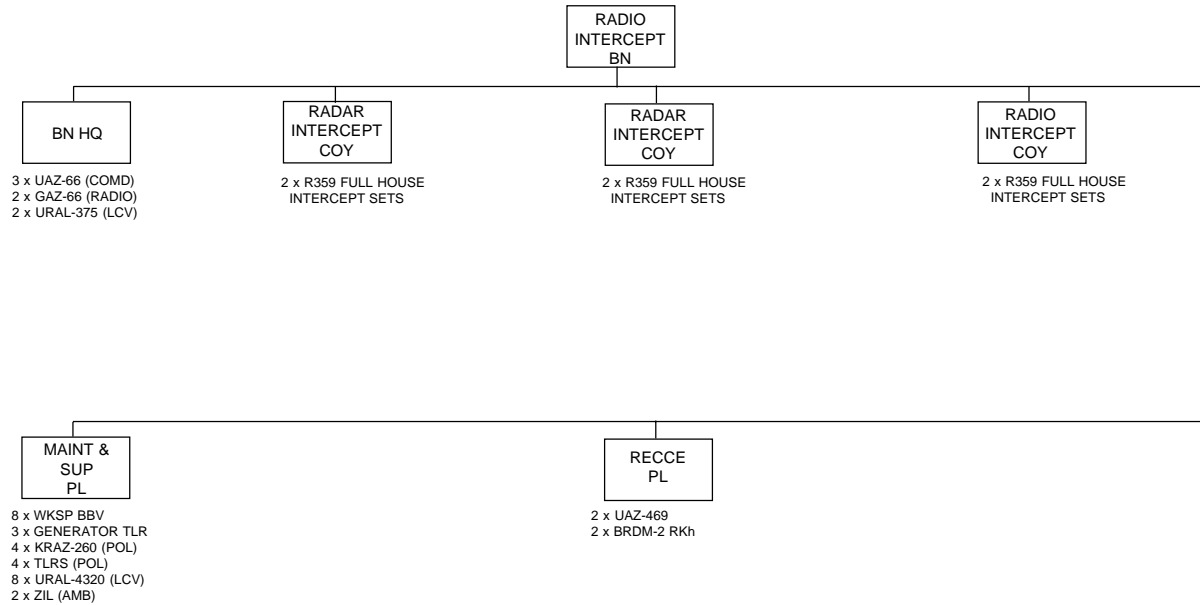 RADIO
INTERCEPT
BN
BN HQ
3 x UAZ-66 (COMD)
2 x GAZ-66 (RADIO)
2 x URAL-375 (LCV)
RADAR
INTERCEPT
COY
2 x R359 FULL HOUSE
INTERCEPT SETS
RADAR
INTERCEPT
COY
2 x R359 FULL HOUSE
INTERCEPT SETS
RADIO
INTERCEPT
COY
2 x R359 FULL HOUSE
INTERCEPT SETS
MAINT &
SUP
PL
8 x WKSP BBV
3 x GENERATOR TLR
4 x KRAZ-260 (POL)
4 x TLRS (POL)
8 x URAL-4320 (LCV)
2 x ZIL (AMB)
RECCE
PL
2 x UAZ-469
2 x BRDM-2 RKh